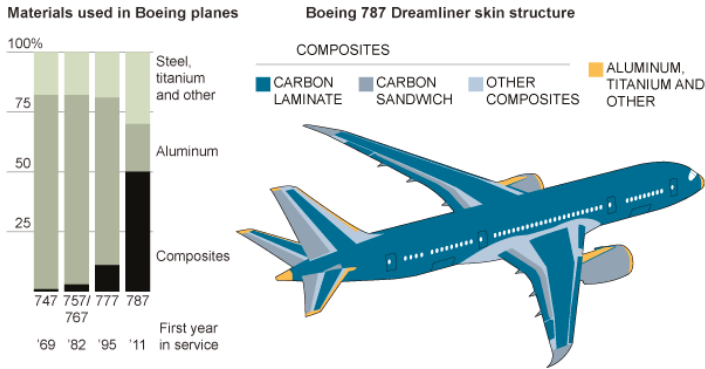 Materials used in Boeing planes
100%
75
50
25
Steel,
titanium
and other
Aluminum
Composites
747 757/ 777 787
767
First year
in service
'69 '82 '95 '11
Boeing 787 Dreamliner skin structure
COMPOSITES
CARBON
LAMINATE
CARBON
SANDWICH
OTHER
COMPOSITES
ALUMINUM,
TITANIUM AND
OTHER